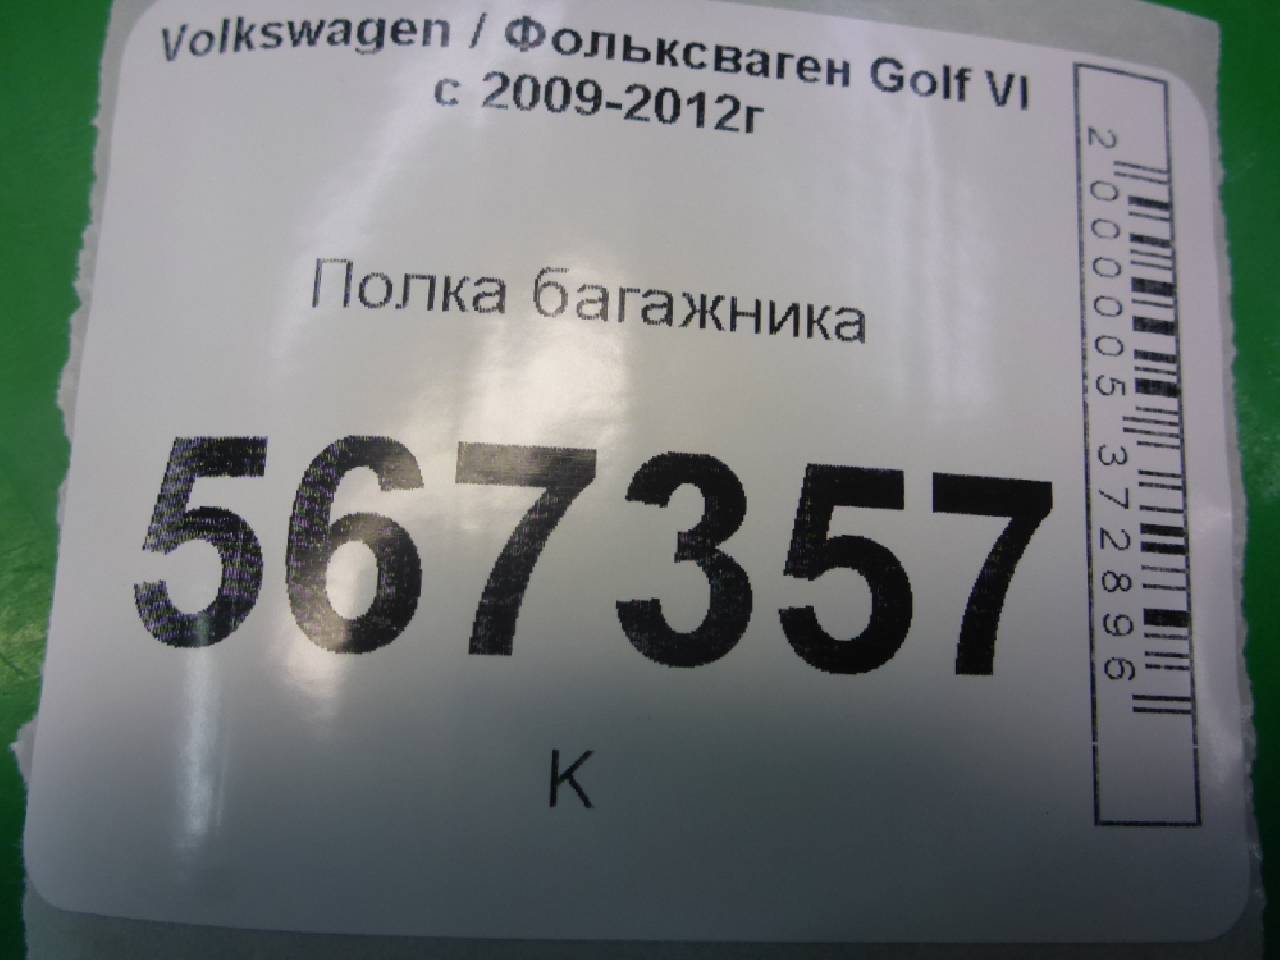 Volkswagen / Фольксваген Golf VI
с 2009-2012г
Полка багажника
567357
К
2000005372896